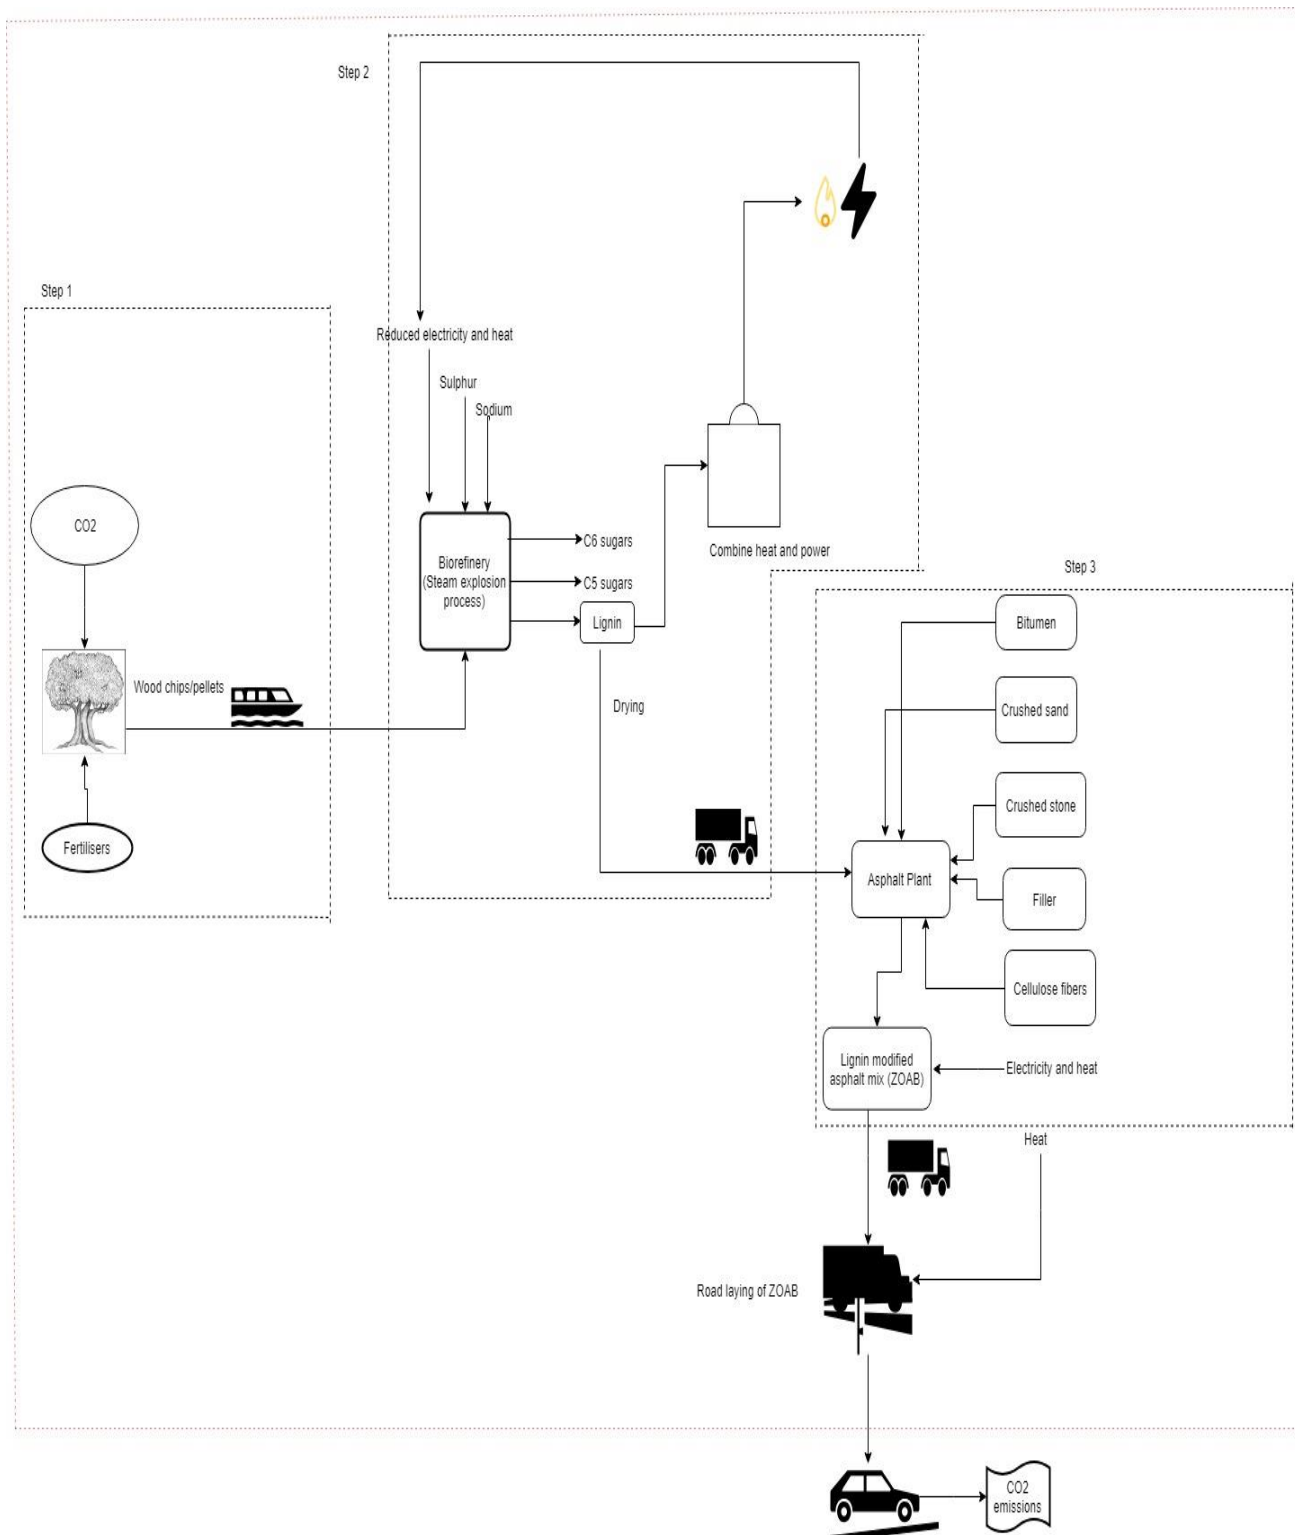 Step 2
Step 1
Reduced electricity and heat
Sulphur
Sodium
CO2
Biorefinery
(Steam explosion
process)
C6 sugars
C5 sugars
Lignin
Combine heat and power
Wood chips/pellets
Drying
Fertilisers
Step 3
Bitumen
Crushed sand
Crushed stone
Asphalt Plant
Filler
Cellulose fibers
Lignin modified
asphalt mix (ZOAB)
Electricity and heat
Heat
Road laying of ZOAB
CO2
emissions